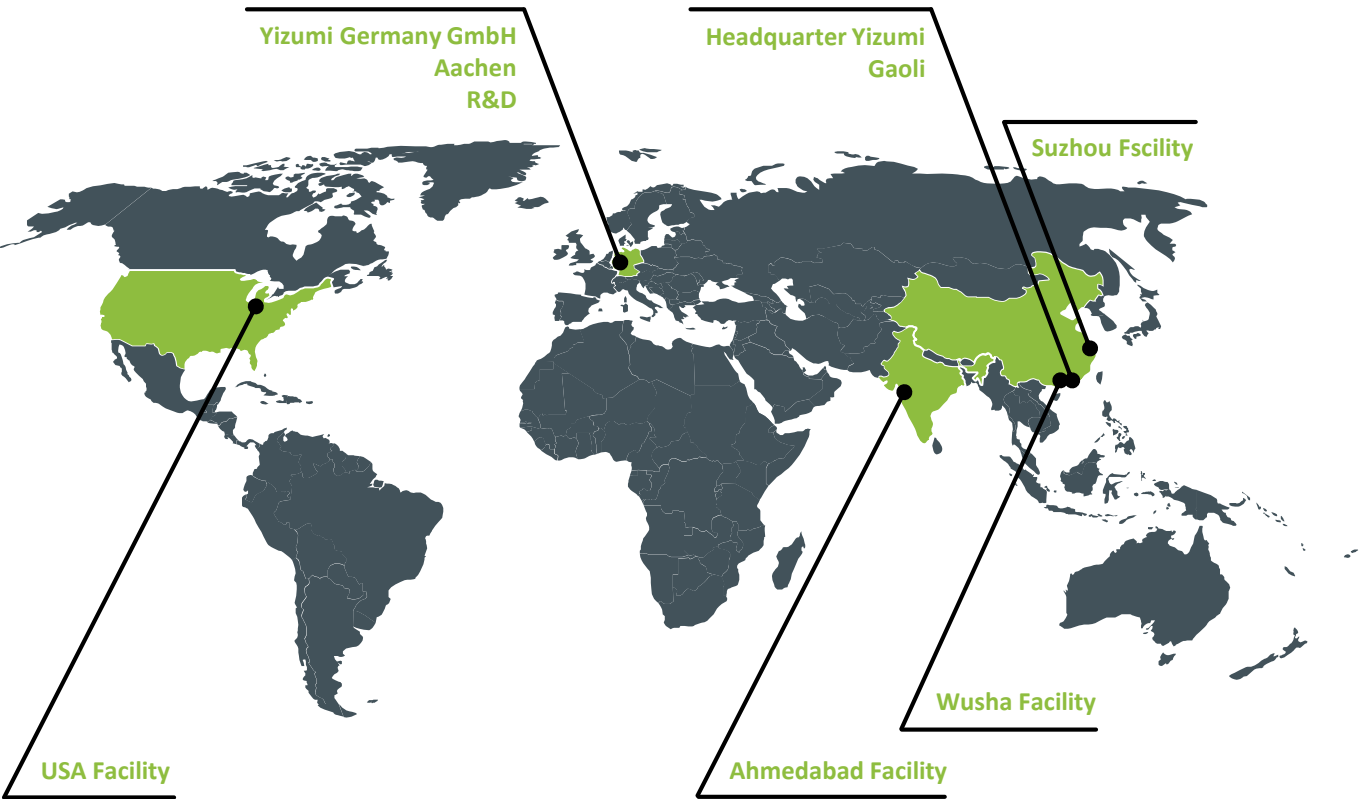 Yizumi Germany GmbH
Aachen
R&D
Headquarter Yizumi
Gaoli
Suzhou Fscility
Wusha Facility
USA Facility
Ahmedabad Facility